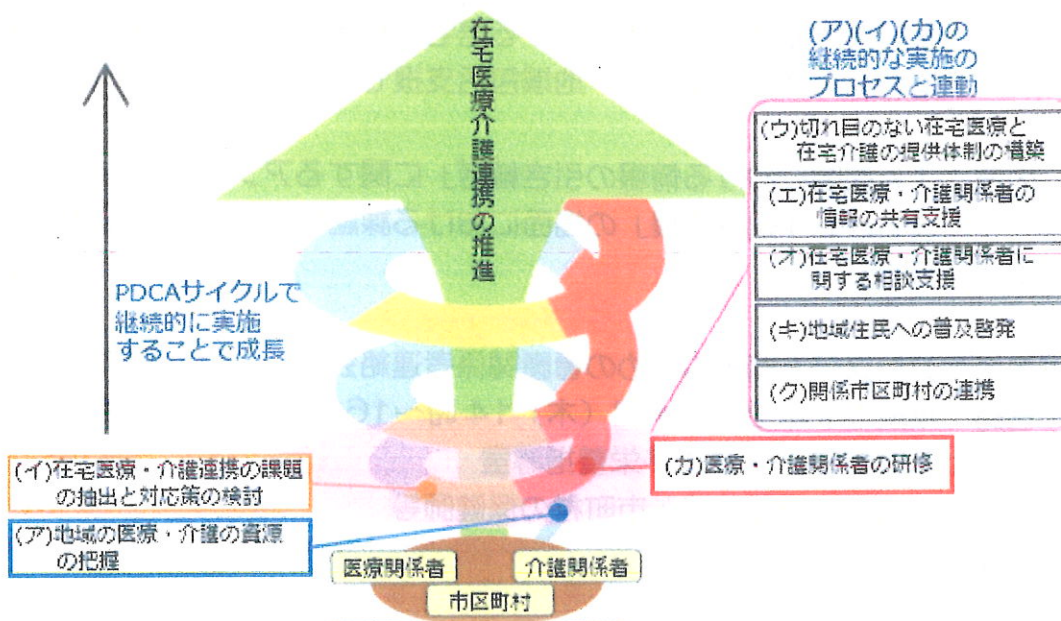 在宅医療介護連携の推進
(ア)(イ)(カ)の
継続的な実施の
プロセスと連動
(ウ)切れ目のない在宅医療と
在宅介護の提供体制の構築
(エ)在宅医療・介護関係者の
情報の共有支援
(オ)在宅医療・介護関係者に
関する相談支援
(キ)地域住民への普及啓発
(ク)関係市区町村の連携
PDCAサイクルで
継続的に実施
することで成長
(カ)医療・介護関係者の研修
(イ)在宅医療・介護連携の課題
の抽出と対応策の検討
(ア)地域の医療・介護の資源
の把握
医療関係者
介護関係者
市区町村